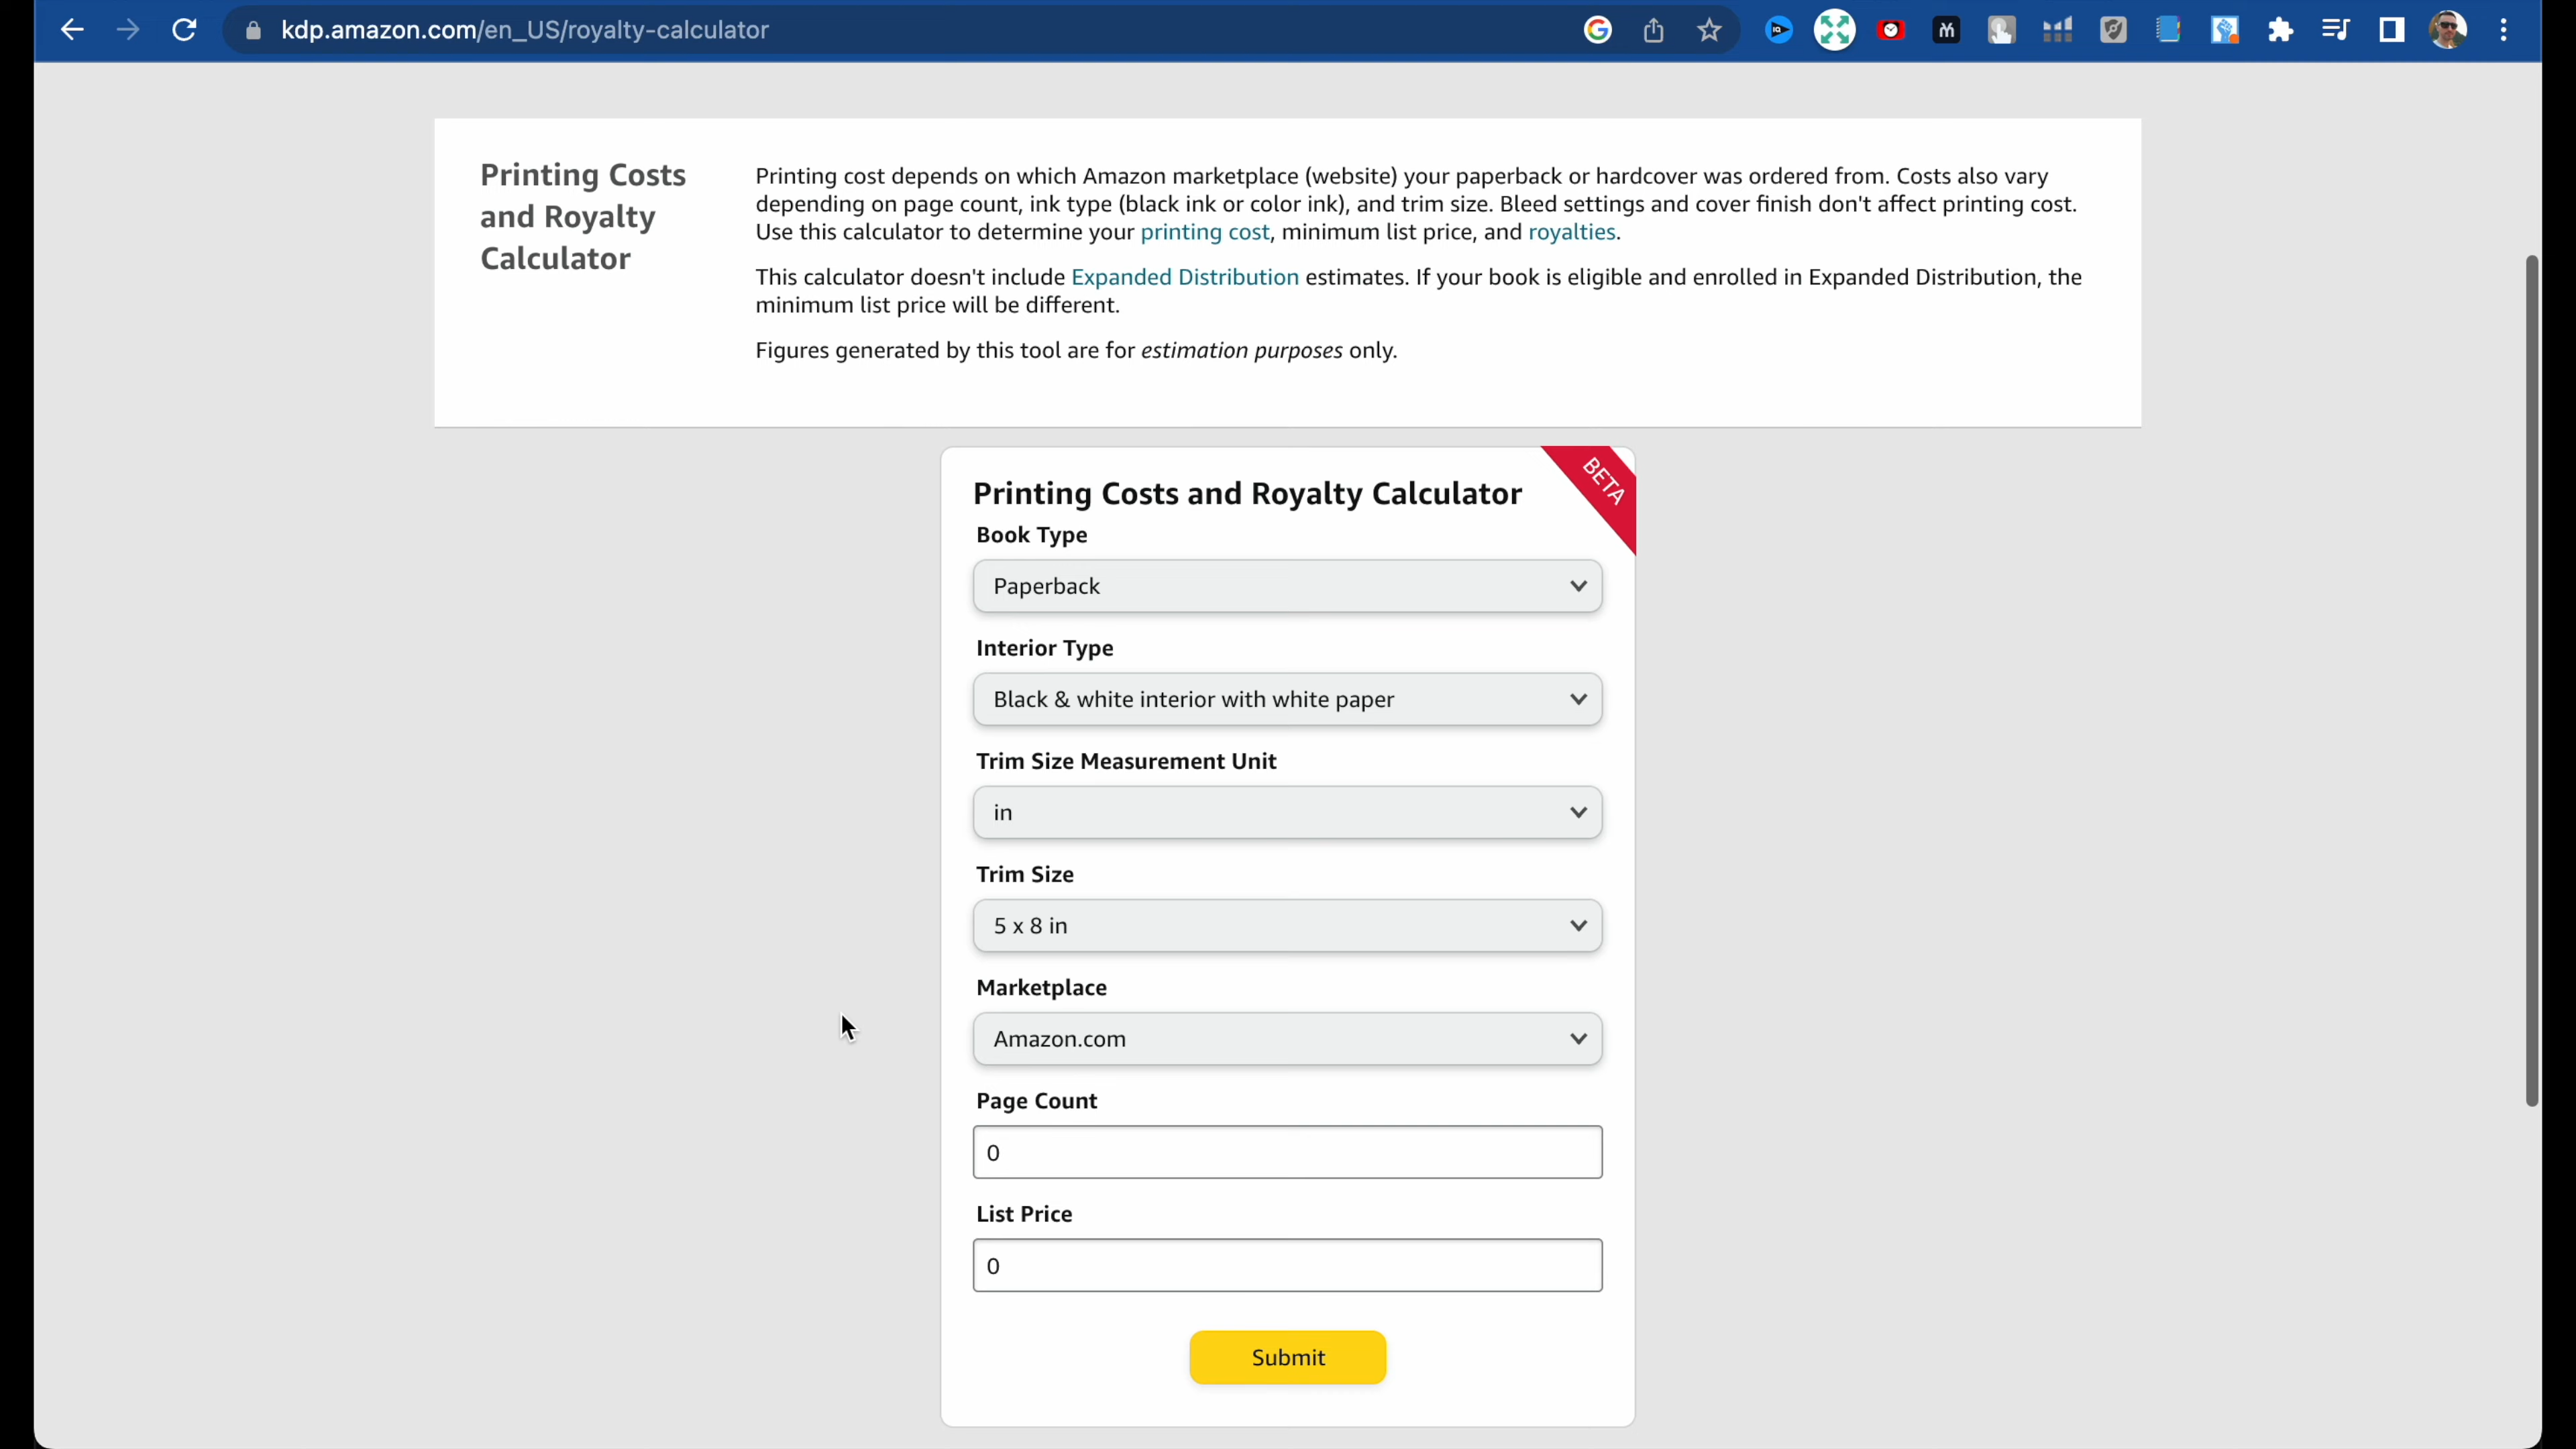 kdp.amazon.com/en_US/royalty-calculator
Printing Costs
and Royalty
Calculator
Printing cost depends on which Amazon marketplace (website) your paperback or hardcover was ordered from. Costs also vary
depending on page count, ink type (black ink or color ink), and trim size. Bleed settings and cover finish don't affect printing cost.
Use this calculator to determine your printing cost, minimum list price, and royalties.
This calculator doesn't include Expanded Distribution estimates. If your book is eligible and enrolled in Expanded Distribution, the
minimum list price will be different.
Figures generated by this tool are for estimation purposes only.
BETA
Printing Costs and Royalty Calculator
Book Type
Paperback
Interior Type
Black & white interior with white paper
Trim Size Measurement Unit
in
Trim Size
5 x 8 in
Marketplace
Amazon.com
Page Count
0
List Price
0
Submit